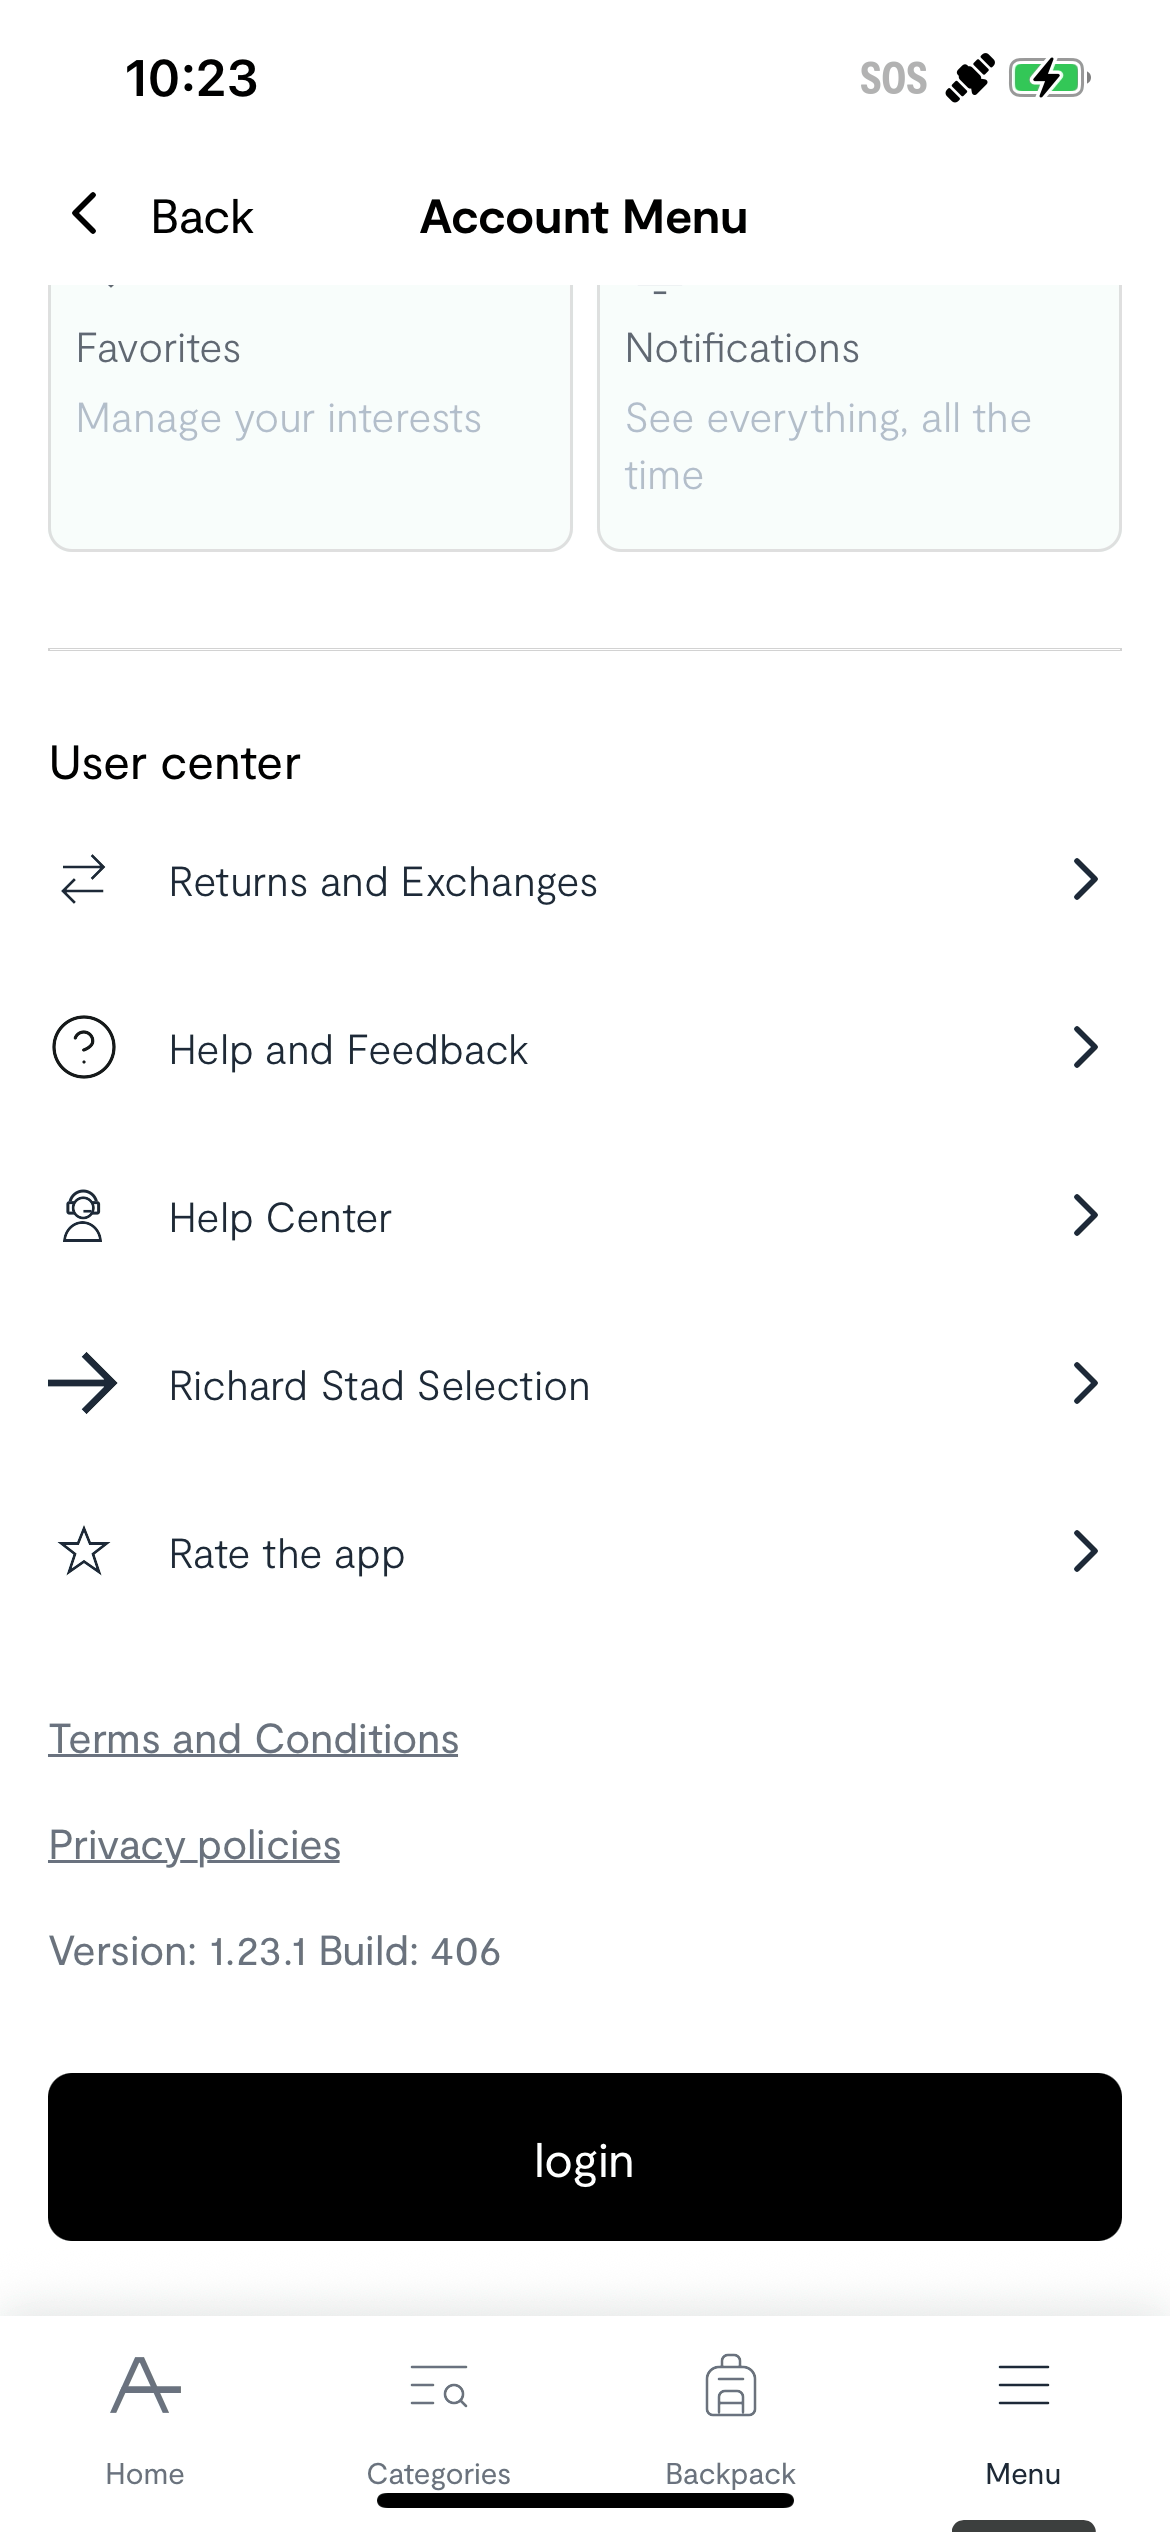 10:23
SOS
Back
Account Menu
Favorites
Manage your interests
Notifications
See everything, all the
time
User center
Returns and Exchanges
Help and Feedback
Help Center
Richard Stad Selection
Rate the app
Terms and Conditions
Privacy policies
Version: 1.23.1 Build: 406
login
Home
Categories
Backpack
Menu